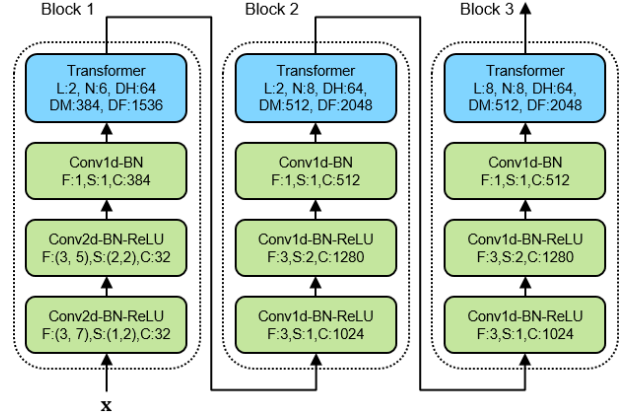 Block 1
Transformer
L:2, N:6, DH:64
DM:384, DF:1536
Conv1d-BN
F:1,S:1,C:384
Conv2d-BN-ReLU
F:(3, 5),S:(2,2),C:32
Conv2d-BN-ReLU
F:(3, 7),S:(1,2),C:32
x
Block 2
Transformer
L:2, N:8, DH:64,
DM:512, DF:2048
Conv1d-BN
F:1,S:1,C:512
Conv1d-BN-ReLU
F:3,S:2,C:1280
Conv1d-BN-ReLU
F:3,S:1,C:1024
Block 3
Transformer
L:8, N:8, DH:64,
DM:512, DF:2048
Conv1d-BN
F:1,S:1,C:512
Conv1d-BN-ReLU
F:3,S:2,C:1280
Conv1d-BN-ReLU
F:3,S:1,C:1024